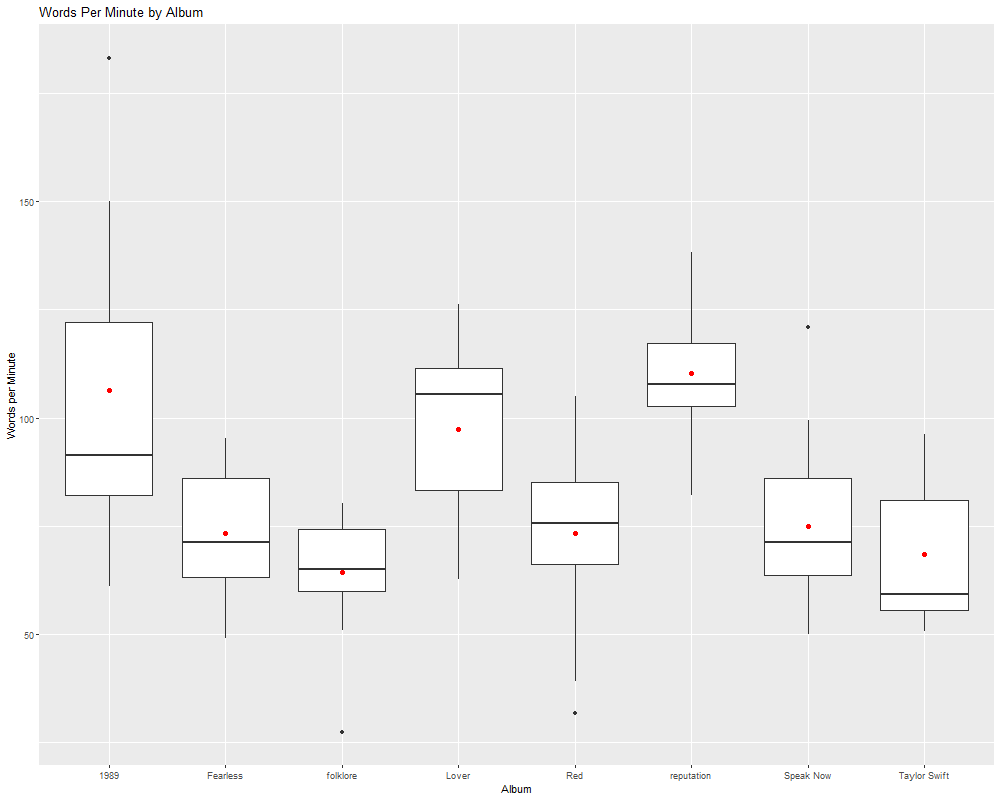 Words Per Minute by Album
Words per Minute
150
100
50
1989 Fearless folklore Lover Red reputation Speak Now Taylor Swift
Album